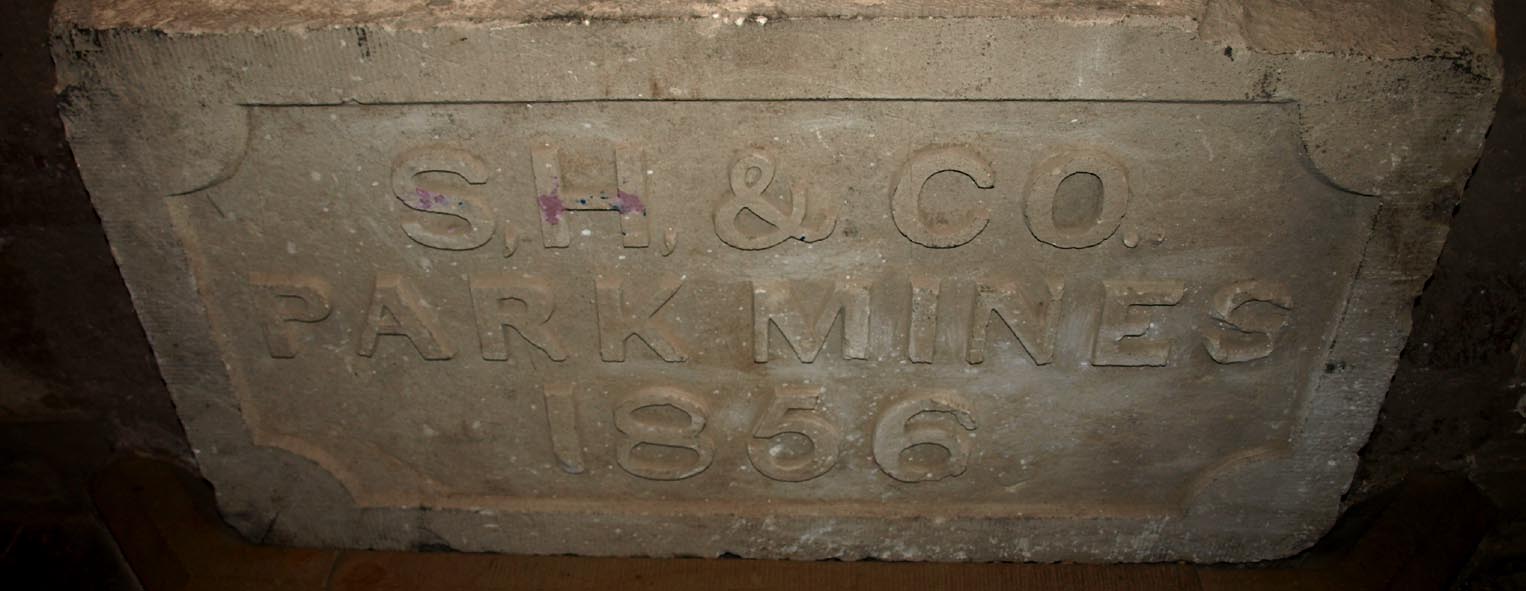 S, H, & CO.
PARK MINES
1856